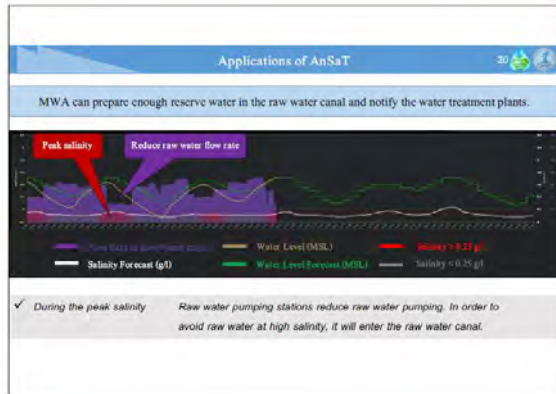 Applications of AnSaT
20
MWA can prepare enough reserve water in the raw water canal and notify the water treatment plants.
Peak salinity
Reduce raw water flow rate
Water Level (MSL)
Salinity > 0.25 g/l
Salinity Forecast (g/l)
Water Level Forecast (MSL)
Salinity < 0.25 g/l
✓ During the peak salinity
Raw water pumping stations reduce raw water pumping. In order to
avoid raw water at high salinity, it will enter the raw water canal.